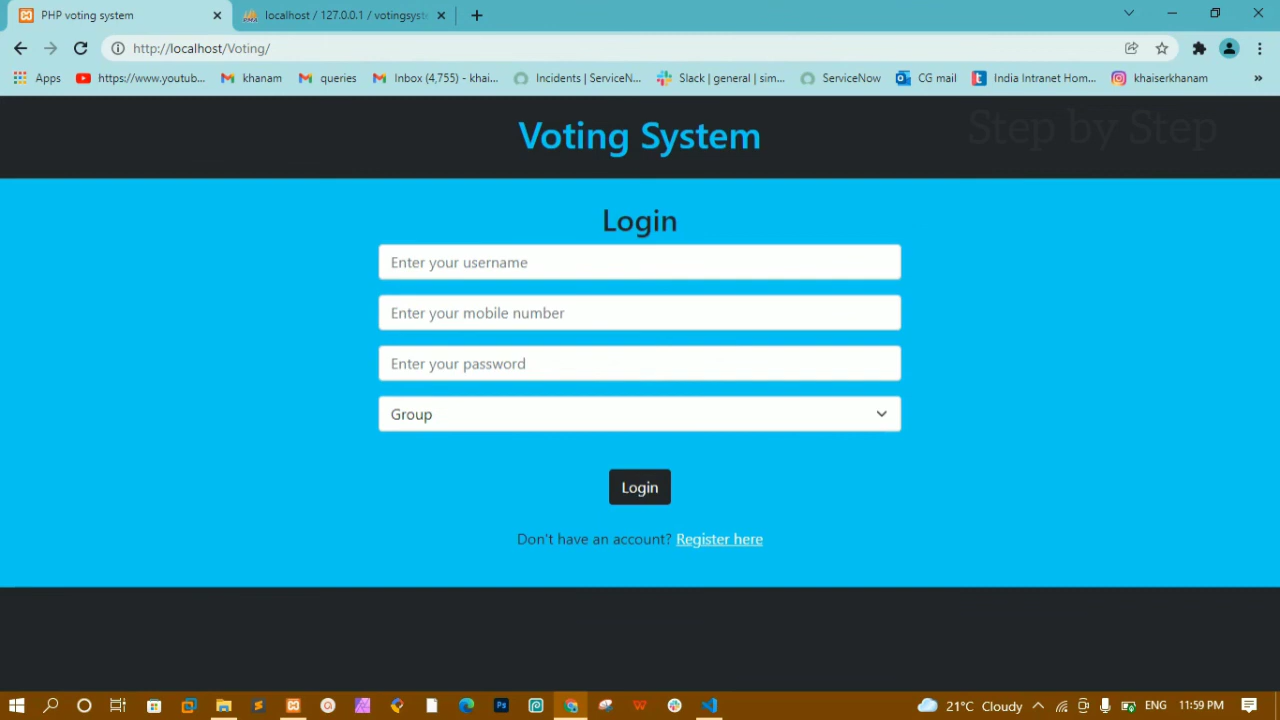 PHP voting system
localhost / 127.0.0.1 / votingsyste
http://localhost/Voting/
Apps
https://www.youtub...
khanam
queries
Inbox (4,755) - khai...
Incidents | ServiceN...
Slack | general | sim...
ServiceNow
CG mail
India Intranet Hom...
khaiserkhanam
»
Step by Step
Voting System
Login
Enter your username
Enter your mobile number
Enter your password
Group
Login
Don't have an account? Register here
21°C Cloudy
ENG
11:59 PM